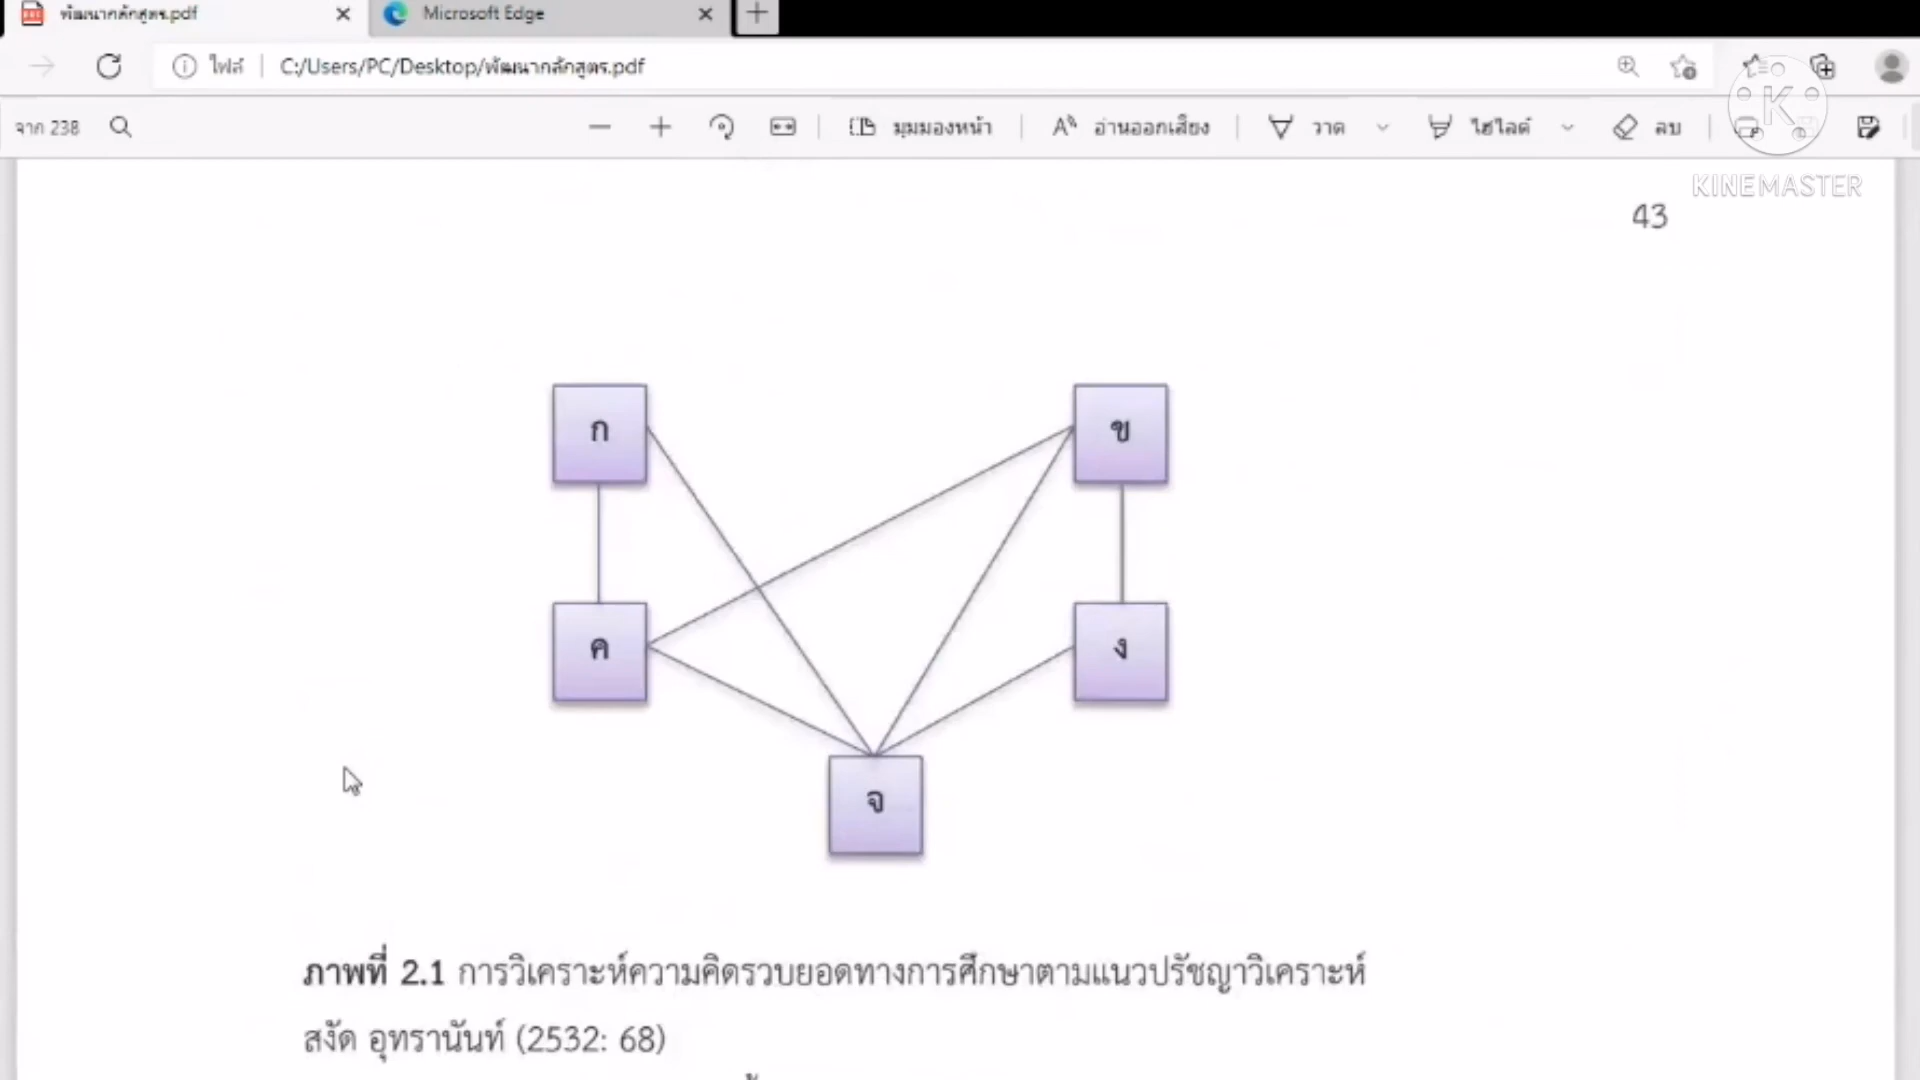 พัฒนากลักสูตร.pdf
Microsoft Edge
ไฟล์
C:/Users/PC/Desktop/พัฒนากลักสูตร.pdf
จาก 238
มุมมองหน้า
อ่านออกเสียง
วาด
ไฮไลต์
ลบ
K
KINEMASTER
43
ก
ข
ค
ง
จ
ภาพที่ 2.1 การวิเคราะห์ความคิดรวบยอดทางการศึกษาตามแนวปรัชญาวิเคราะห์
สงัด อุทรานันท์ (2532: 68)